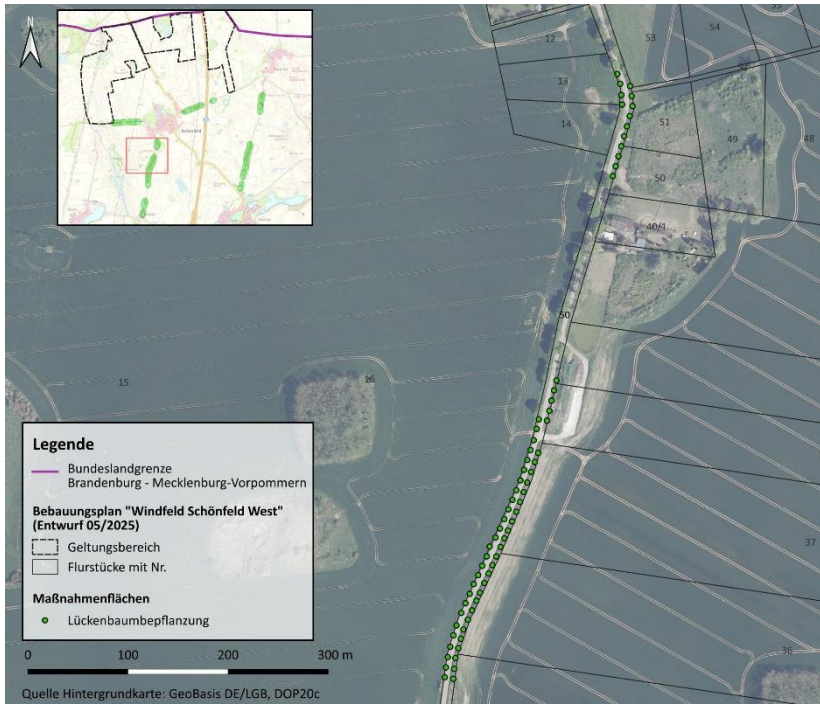 N
Schönfeld
12
53
54
55
13
14
51
49
48
50
40/1
50
15
16
37
36
Legende
Bundeslandgrenze
Brandenburg - Mecklenburg-Vorpommern
Bebauungsplan "Windfeld Schönfeld West"
(Entwurf 05/2025)
Geltungsbereich
Flurstücke mit Nr.
Maßnahmenflächen
Lückenbaumbepflanzung
0 100 200 300 m
Quelle Hintergrundkarte: GeoBasis DE/LGB, DOP20c